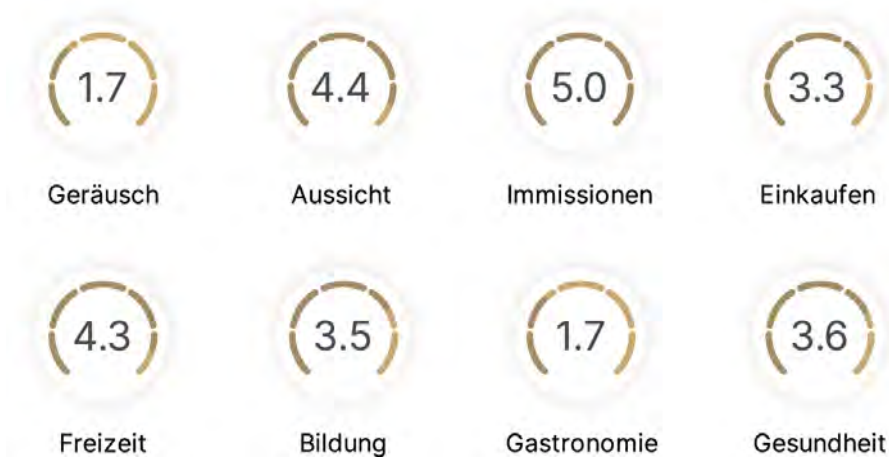 1.7 4.4 5.0 3.3
Geräusch Aussicht Immissionen Einkaufen
4.3 3.5 1.7 3.6
Freizeit Bildung Gastronomie Gesundheit